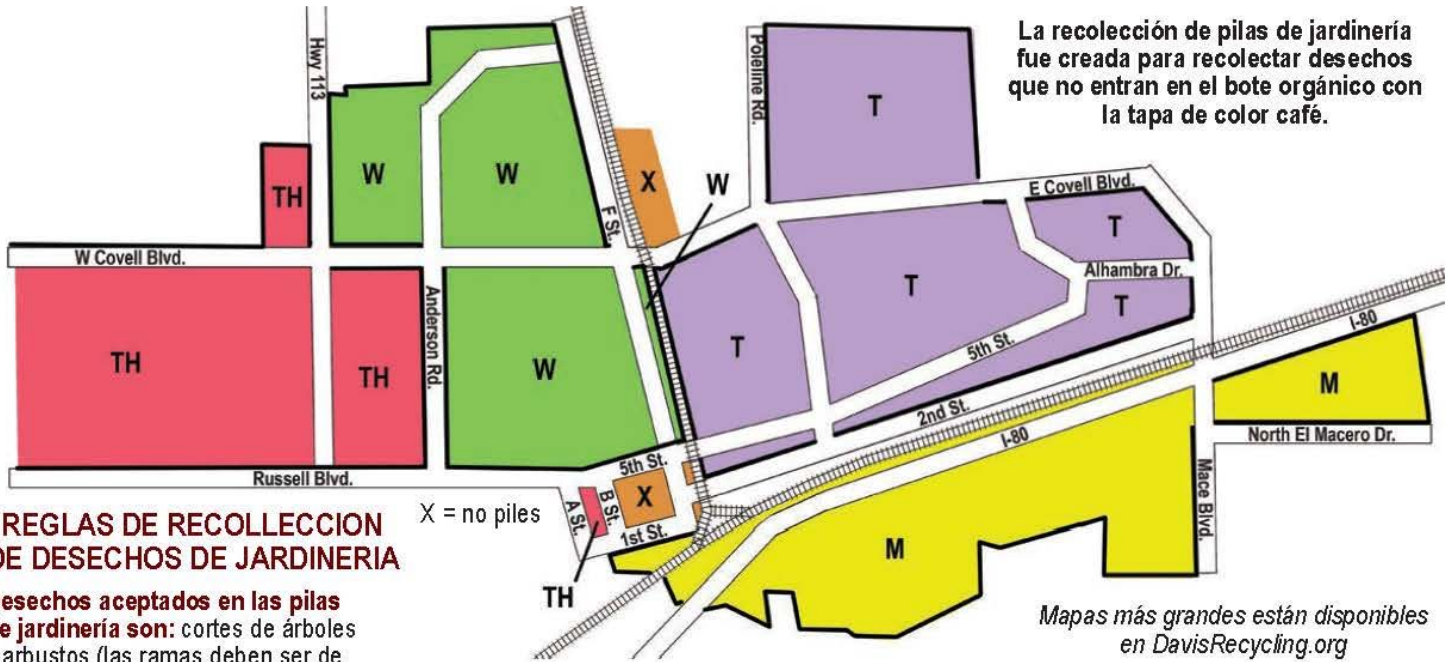 La recolección de pilas de jardinería
fue creada para recolectar desechos
que no entran en el bote orgánico con
la tapa de color café.
Hwy 113
Poleline Rd.
T
W
W
TH
X
W
F St.
E Covell Blvd.
T
W Covell Blvd.
Alhambra Dr.
T
T
I-80
TH
TH
Anderson Rd.
W
T
5th St.
M
2nd St.
I-80
North El Macero Dr.
Russell Blvd.
5th St.
Mace Blvd.
A St.
B St.
X
1st St.
X = no piles
TH
M
REGLAS DE RECOLLECCION
DE DESECHOS DE JARDINERIA
esechos aceptados en las pilas
e jardinería son: cortes de árboles
arbustos (las ramas deben ser de
Mapas más grandes están disponibles
en DavisRecycling.org